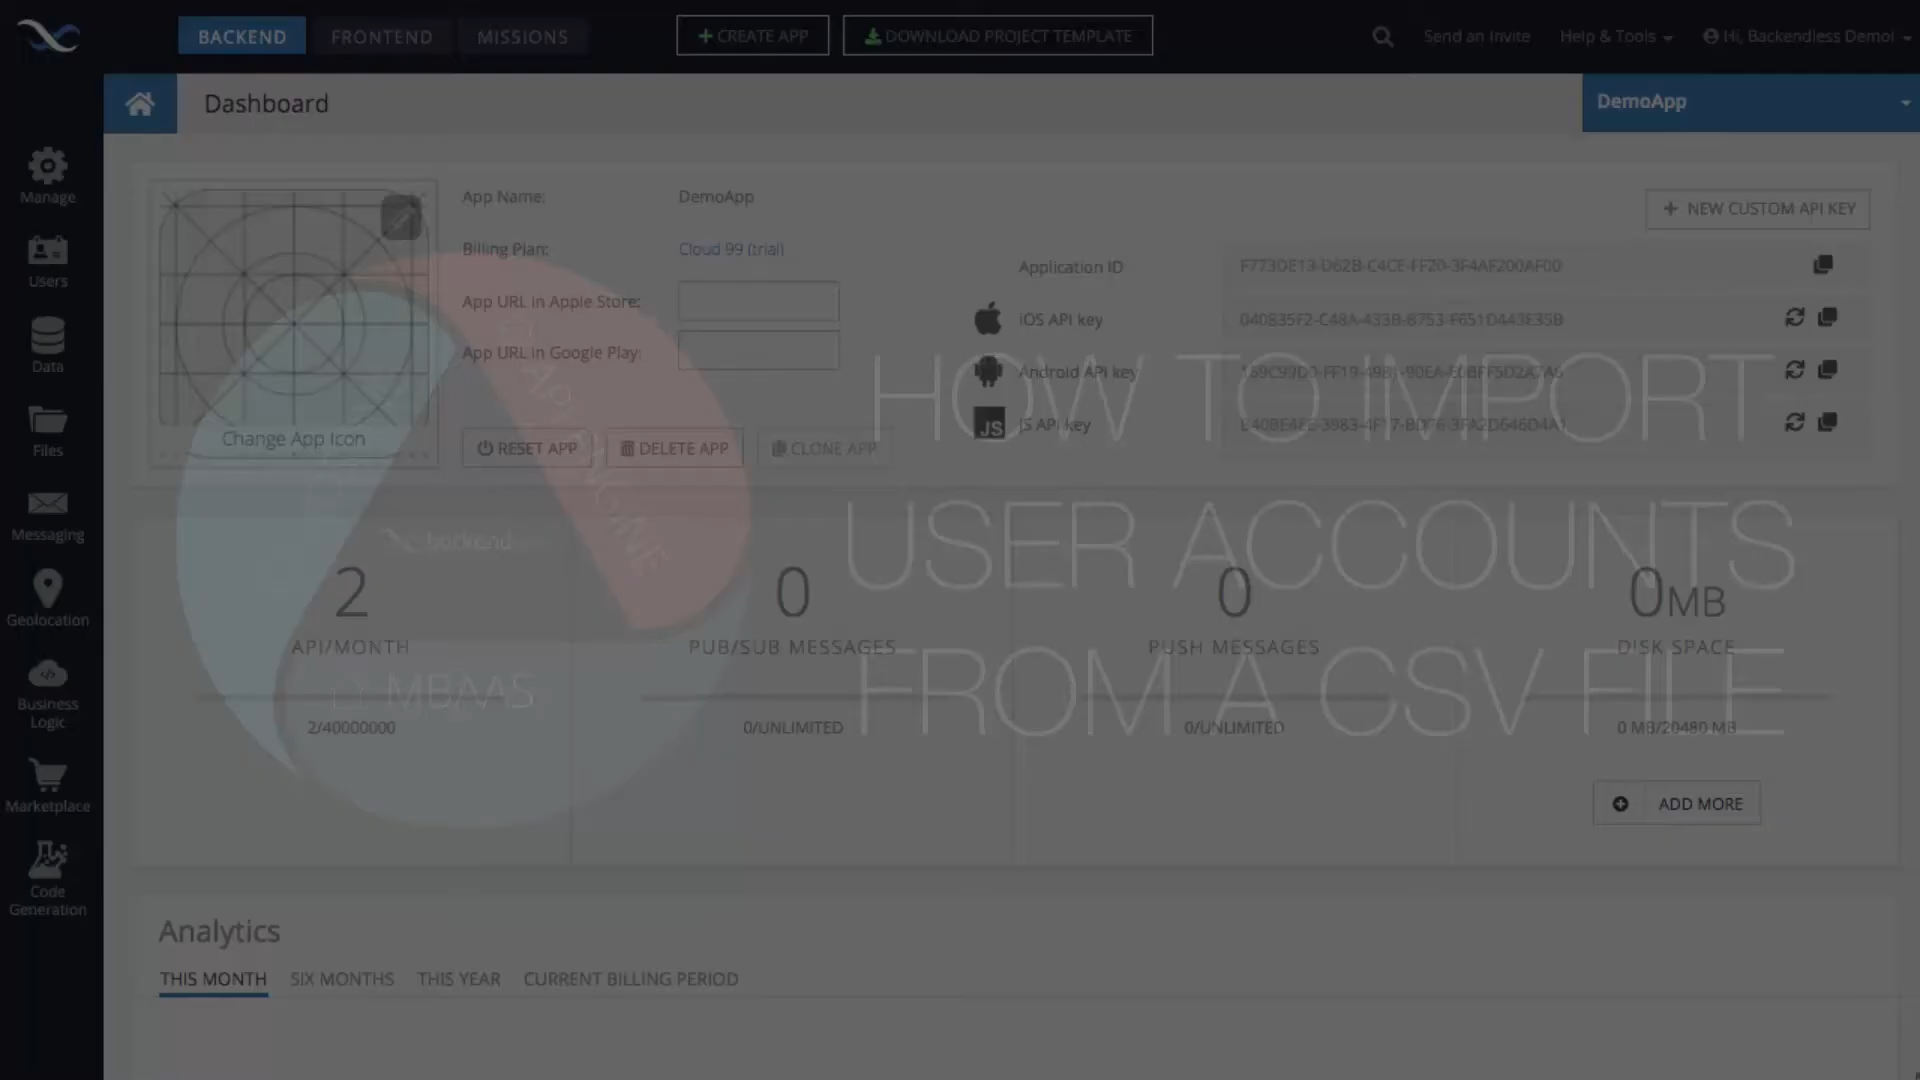 BACKEND
FRONTEND
MISSIONS
CREATE APP
DOWNLOAD PROJECT TEMPLATE
Send an Invite
Help & Tools
Hi, Backendless Demo!
Dashboard
DemoApp
Manage
Users
Data
Files
Messaging
Geolocation
Business
Logic
Marketplace
Code
Generation
Change App Icon
App Name:
DemoApp
Billing Plan:
Cloud 99 (trial)
App URL in Apple Store:
App URL in Google Play:
RESET APP
DELETE APP
CLONE APP
NEW CUSTOM API KEY
Application ID
F773DE13-D62B-C4CE-FF20-3F4AF200AF00
iOS API key
040835F2-C48A-433B-8753-F651D443E35B
Android API key
JS
JS API key
HOW TO IMPORT
USER ACCOUNTS
FROM A CSV FILE
ENGINE
backend
MBAAS
2
API/MONTH
2/40000000
0
PUB/SUB MESSAGES
0/UNLIMITED
0
PUSH MESSAGES
0/UNLIMITED
0MB
DISK SPACE
0 MB/20480 MB
ADD MORE
Analytics
THIS MONTH
SIX MONTHS
THIS YEAR
CURRENT BILLING PERIOD